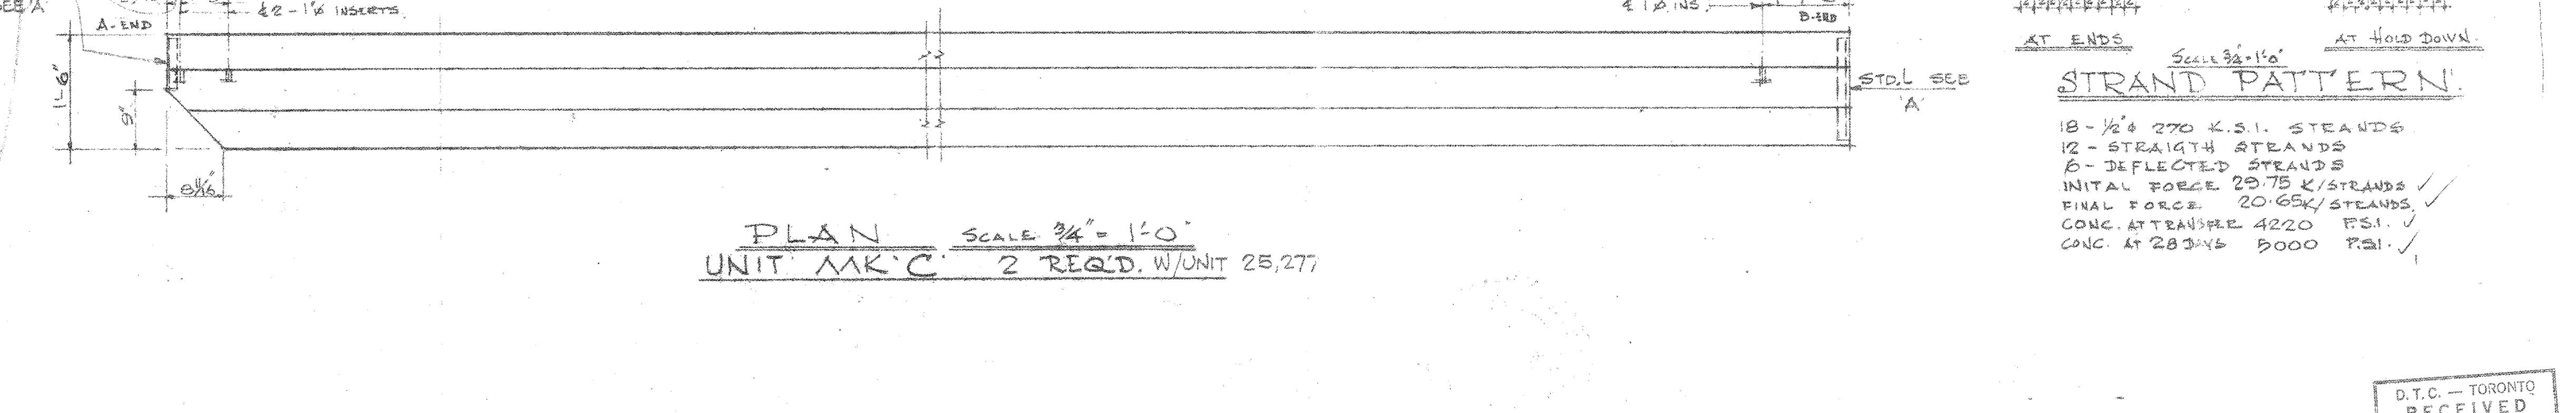 SEE 'A'
₵ 2-1"Ø INSERTS.
A-END
1'-6"
9"
8 11/16"
₵ 1"Ø INS.
B-END
STD. L SEE
'A'
PLAN SCALE 3/4" = 1'-0"
UNIT MK 'C' 2 REQ'D. W/UNIT 25,277
AT ENDS
AT HOLD DOWN.
SCALE 3/4"=1'-0"
STRAND PATTERN.
18 - 1/2"ø 270 K.S.I. STRANDS
12 - STRAIGTH STRANDS
6 - DEFLECTED STRANDS
INITAL FORCE 29.75 K/STRANDS ✓
FINAL FORCE 20.65K/STRANDS. ✓
CONC. AT TRANSFER 4220 P.S.I. ✓
CONC. AT 28 DAYS 5000 P.S.I. ✓
D.T.C. — TORONTO
RECEIVED